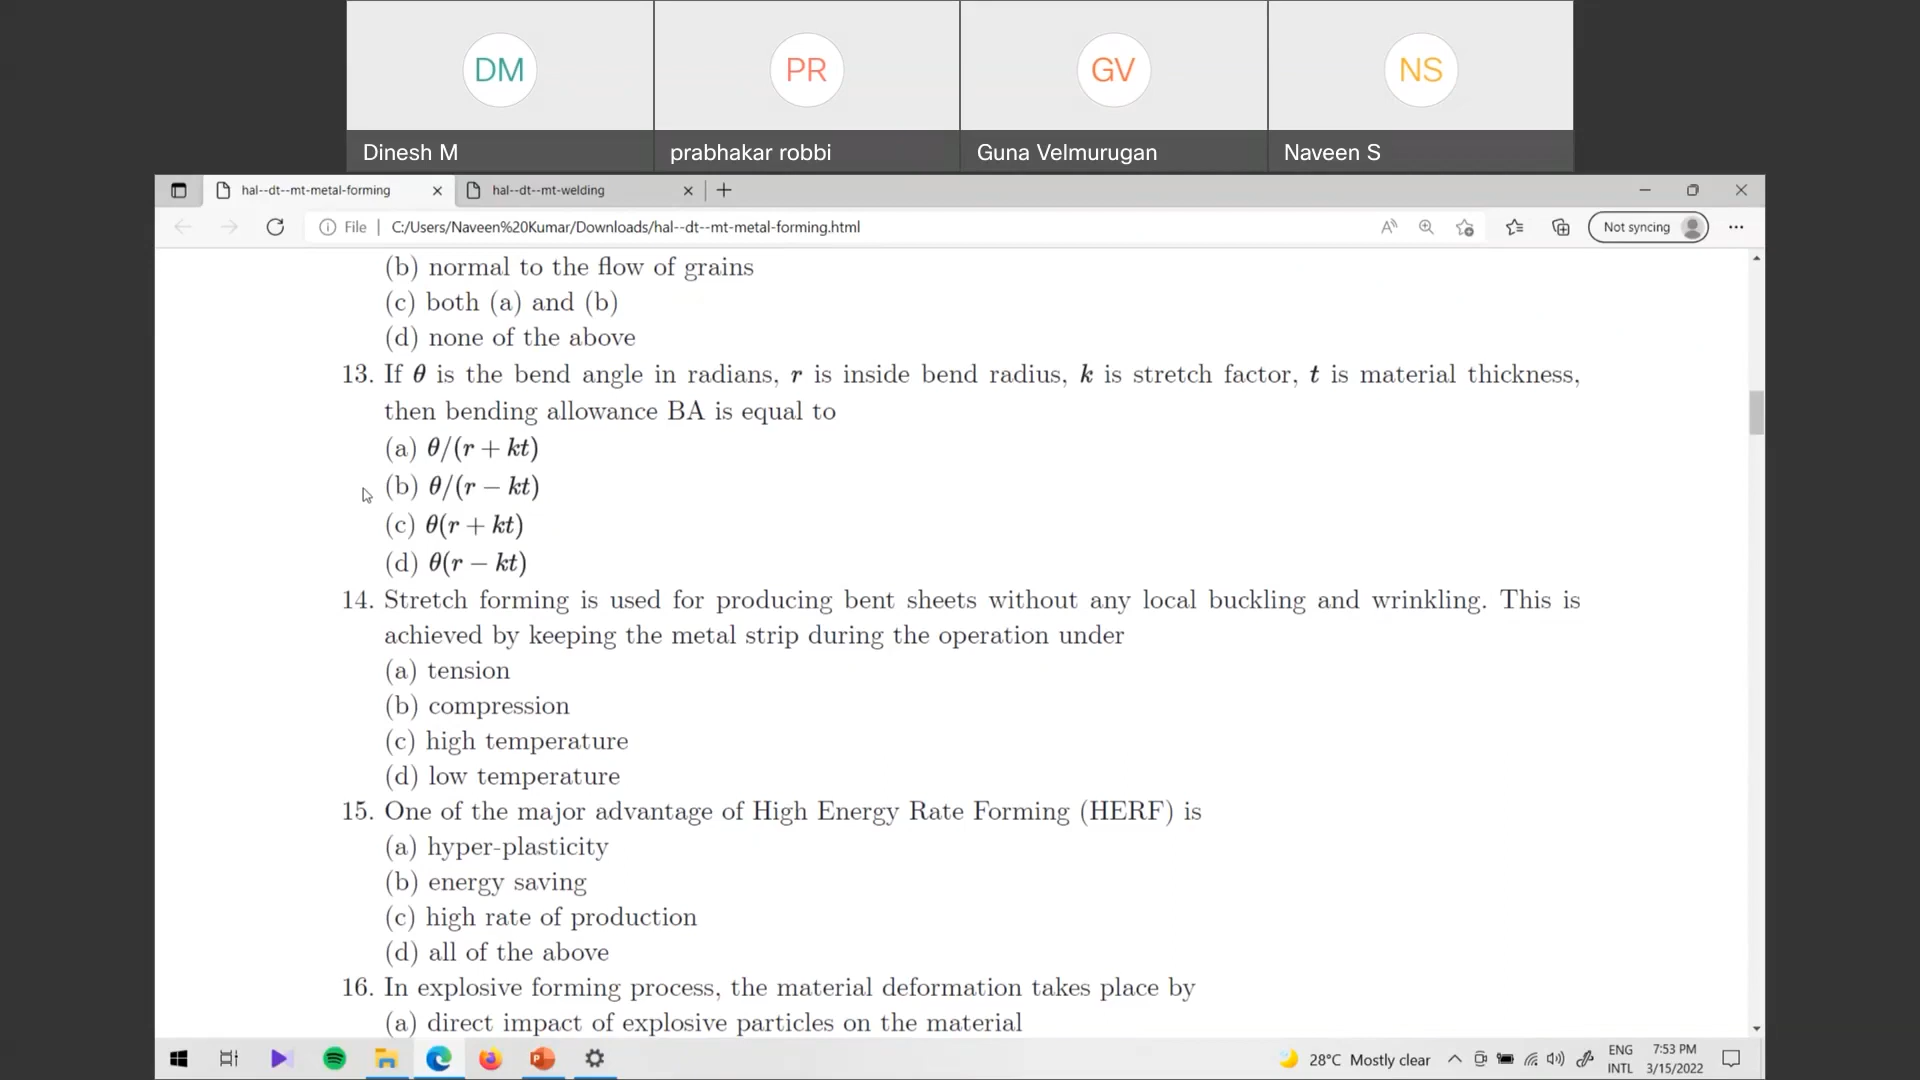 DM
PR
GV
NS
Dinesh M
prabhakar robbi
Guna Velmurugan
Naveen S
hal--dt--mt-metal-forming
hal--dt--mt-welding
File | C:/Users/Naveen%20Kumar/Downloads/hal--dt--mt-metal-forming.html
Not syncing
(b) normal to the flow of grains
(c) both (a) and (b)
(d) none of the above
13. If θ is the bend angle in radians, r is inside bend radius, k is stretch factor, t is material thickness,
then bending allowance BA is equal to
(a) θ/(r + kt)
(b) θ/(r − kt)
(c) θ(r + kt)
(d) θ(r − kt)
14. Stretch forming is used for producing bent sheets without any local buckling and wrinkling. This is
achieved by keeping the metal strip during the operation under
(a) tension
(b) compression
(c) high temperature
(d) low temperature
15. One of the major advantage of High Energy Rate Forming (HERF) is
(a) hyper-plasticity
(b) energy saving
(c) high rate of production
(d) all of the above
16. In explosive forming process, the material deformation takes place by
(a) direct impact of explosive particles on the material
28°C Mostly clear
ENG
INTL
7:53 PM
3/15/2022